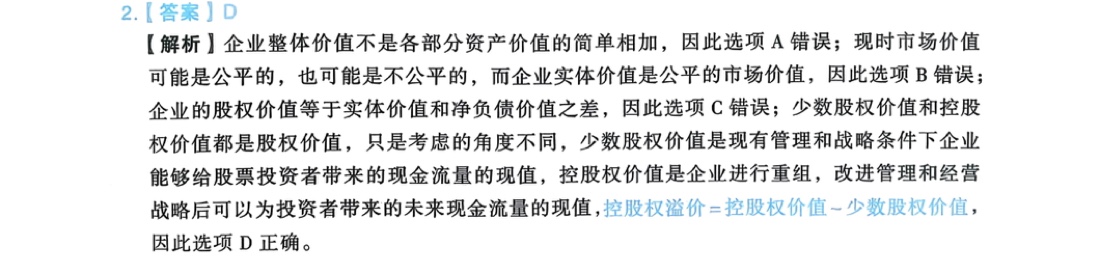 2.【答案】D
【解析】企业整体价值不是各部分资产价值的简单相加，因此选项 A 错误；现时市场价值
可能是公平的，也可能是不公平的，而企业实体价值是公平的市场价值，因此选项 B 错误；
企业的股权价值等于实体价值和净负债价值之差，因此选项 C 错误；少数股权价值和控股
权价值都是股权价值，只是考虑的角度不同，少数股权价值是现有管理和战略条件下企业
能够给股票投资者带来的现金流量的现值，控股权价值是企业进行重组，改进管理和经营
战略后可以为投资者带来的未来现金流量的现值，控股权溢价=控股权价值-少数股权价值，
因此选项 D 正确。